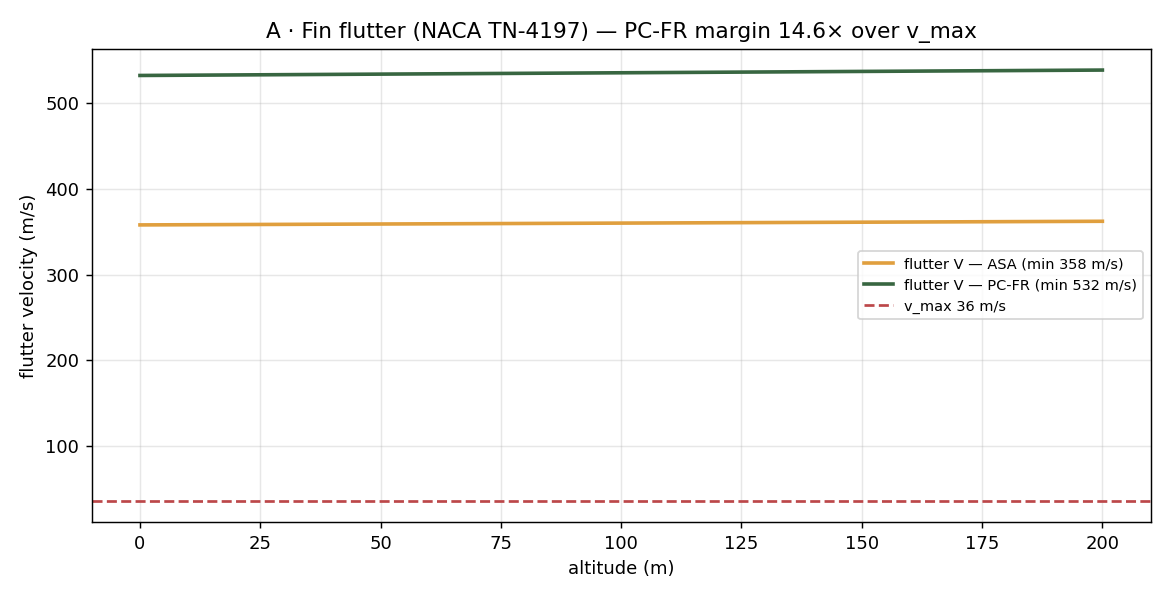 A · Fin flutter (NACA TN-4197) — PC-FR margin 14.6× over v_max
flutter velocity (m/s)
500
400
300
200
100
flutter V — ASA (min 358 m/s)
flutter V — PC-FR (min 532 m/s)
v_max 36 m/s
0 25 50 75 100 125 150 175 200
altitude (m)